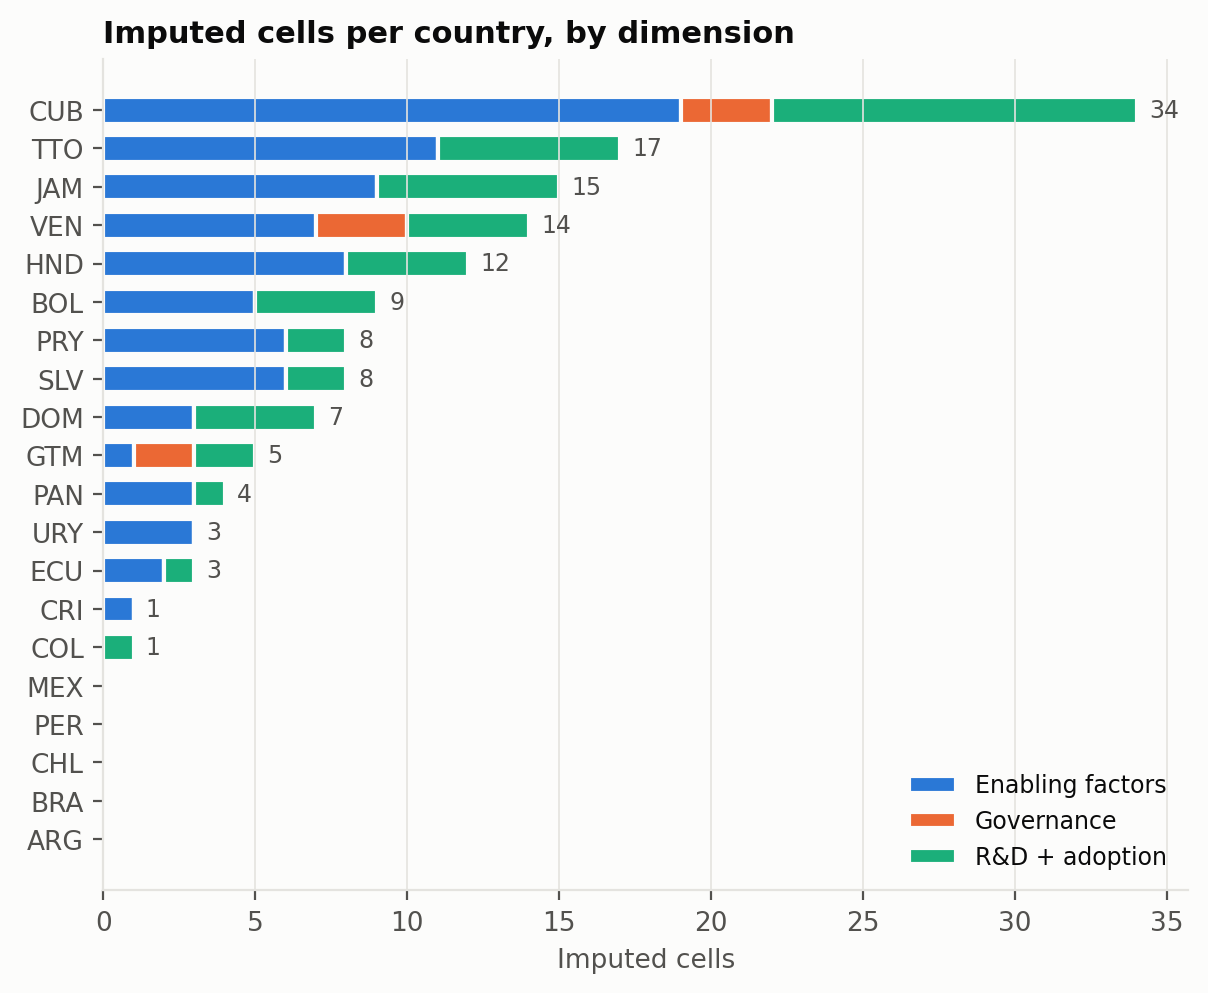 Imputed cells per country, by dimension
CUB 34
TTO 17
JAM 15
VEN 14
HND 12
BOL 9
PRY 8
SLV 8
DOM 7
GTM 5
PAN 4
URY 3
ECU 3
CRI 1
COL 1
MEX
PER
CHL
BRA
ARG
Enabling factors
Governance
R&D + adoption
0 5 10 15 20 25 30 35
Imputed cells